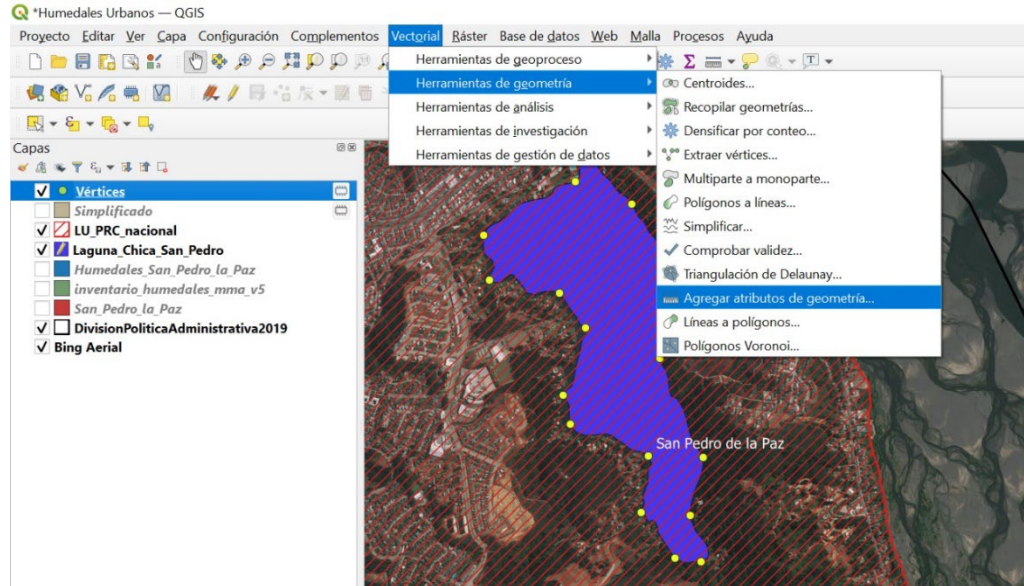 *Humedales Urbanos — QGIS
Proyecto Editar Ver Capa Configuración Complementos Vectorial Ráster Base de datos Web Malla Procesos Ayuda
Herramientas de geoproceso
Herramientas de geometría
Herramientas de análisis
Herramientas de investigación
Herramientas de gestión de datos
Centroides...
Recopilar geometrías...
Densificar por conteo...
Extraer vértices...
Multiparte a monoparte...
Polígonos a líneas...
Simplificar...
Comprobar validez...
Triangulación de Delaunay...
Agregar atributos de geometría...
Líneas a polígonos...
Polígonos Voronoi...
Capas
Vértices
Simplificado
LU_PRC_nacional
Laguna_Chica_San_Pedro
Humedales_San_Pedro_la_Paz
inventario_humedales_mma_v5
San_Pedro_la_Paz
DivisionPoliticaAdministrativa2019
Bing Aerial
San Pedro de la Paz